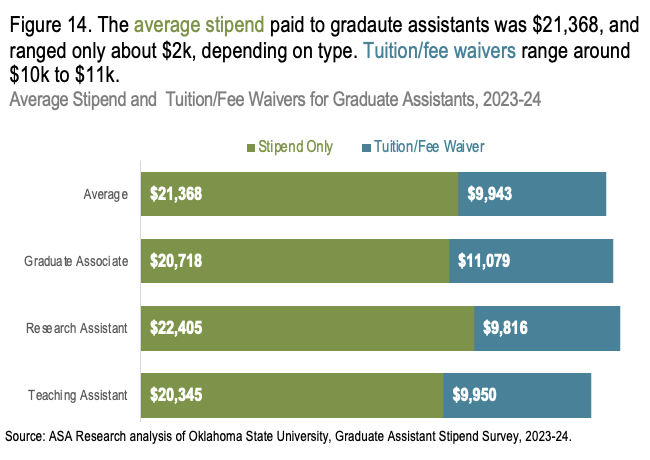 Figure 14. The average stipend paid to gradaute assistants was $21,368, and
ranged only about $2k, depending on type. Tuition/fee waivers range around
$10k to $11k.
Average Stipend and Tuition/Fee Waivers for Graduate Assistants, 2023-24
Stipend Only Tuition/Fee Waiver
Average $21,368 $9,943
Graduate Associate $20,718 $11,079
Research Assistant $22,405 $9,816
Teaching Assistant $20,345 $9,950
Source: ASA Research analysis of Oklahoma State University, Graduate Assistant Stipend Survey, 2023-24.